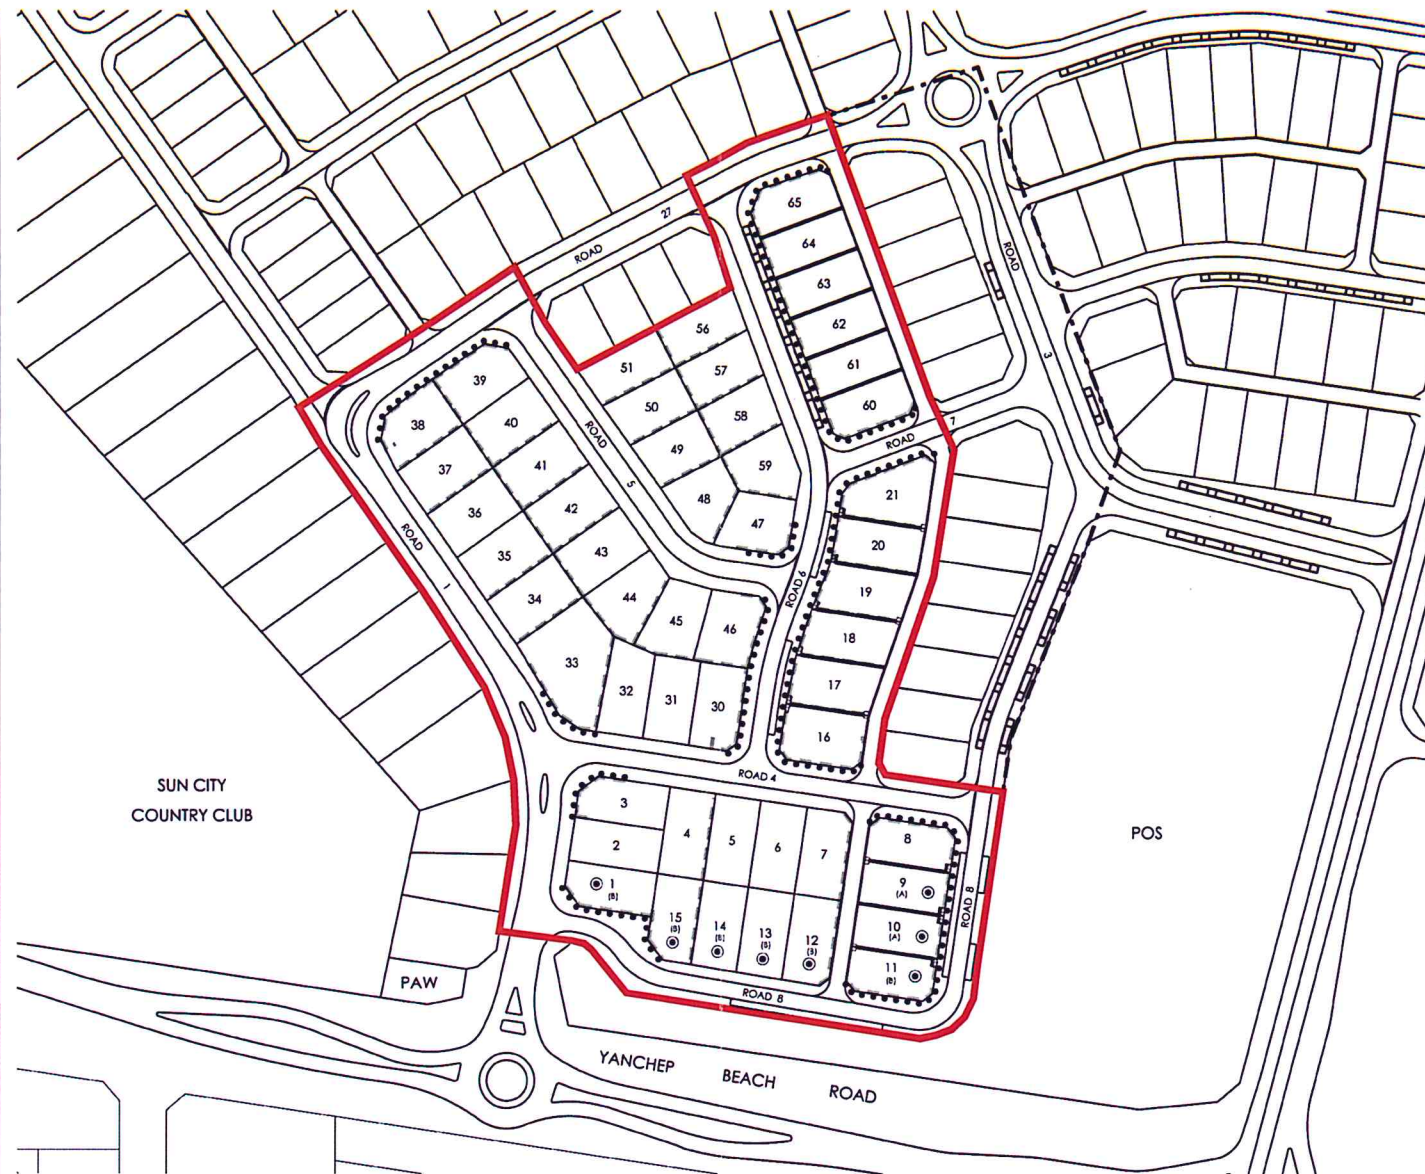 65
ROAD 27
64
ROAD 3
63
62
56
61
51
57
39
60
50
58
38
40
ROAD 7
49
59
37
41
ROAD 5
21
48
36
42
47
20
35
43
ROAD 1
ROAD 6
19
34
44
45
46
18
33
32
31
30
17
16
ROAD 4
SUN CITY
COUNTRY CLUB
POS
3
4
5
6
7
8
2
1
(B)
9
(A)
ROAD 8
10
(A)
15
(B)
14
(B)
13
(B)
12
(B)
11
(B)
PAW
ROAD 8
YANCHEP BEACH ROAD